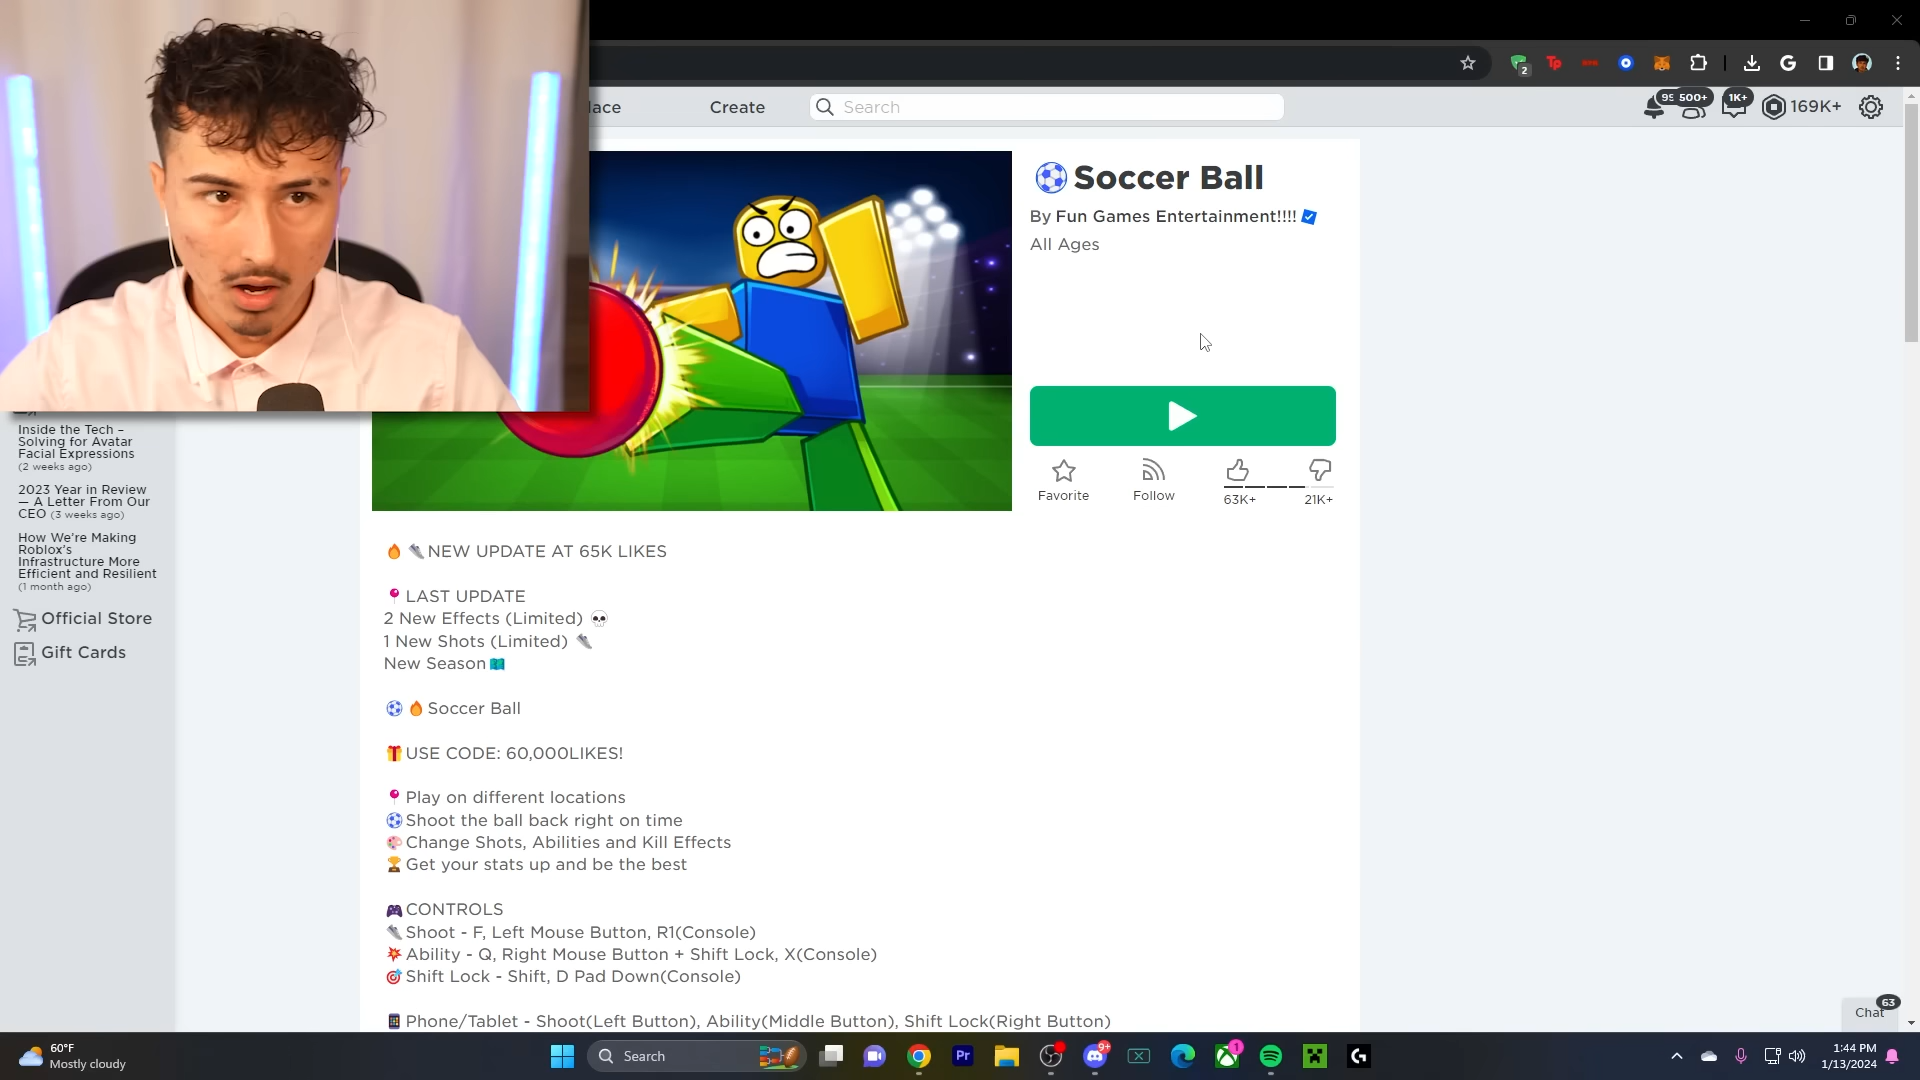 2
Tp
lace
Create
Search
99
500+
1K+
169K+
Soccer Ball
By Fun Games Entertainment!!!!
All Ages
Favorite
Follow
63K+
21K+
Inside the Tech –
Solving for Avatar
Facial Expressions
(2 weeks ago)
2023 Year in Review
— A Letter From Our
CEO (3 weeks ago)
How We're Making
Roblox's
Infrastructure More
Efficient and Resilient
(1 month ago)
Official Store
Gift Cards
NEW UPDATE AT 65K LIKES
LAST UPDATE
2 New Effects (Limited)
1 New Shots (Limited)
New Season
Soccer Ball
USE CODE: 60,000LIKES!
Play on different locations
Shoot the ball back right on time
Change Shots, Abilities and Kill Effects
Get your stats up and be the best
CONTROLS
Shoot - F, Left Mouse Button, R1(Console)
Ability - Q, Right Mouse Button + Shift Lock, X(Console)
Shift Lock - Shift, D Pad Down(Console)
Phone/Tablet - Shoot(Left Button), Ability(Middle Button), Shift Lock(Right Button)
Chat
63
60°F
Mostly cloudy
Search
Pr
9+
1
1:44 PM
1/13/2024